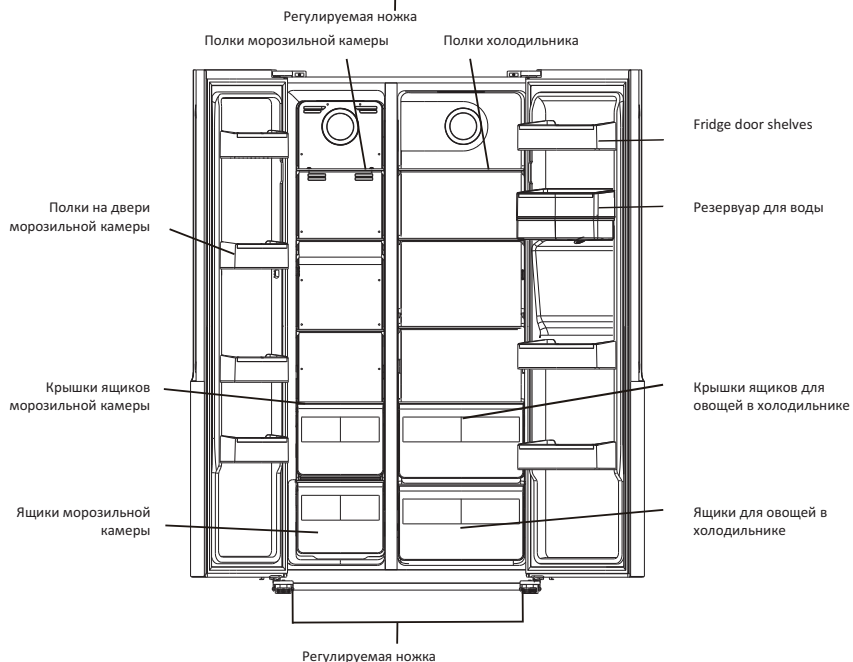 Регулируемая ножка
Полки морозильной камеры
Полки холодильника
Fridge door shelves
Полки на двери
морозильной камеры
Резервуар для воды
Крышки ящиков
морозильной камеры
Крышки ящиков для
овощей в холодильнике
Ящики морозильной
камеры
Ящики для овощей в
холодильнике
Регулируемая ножка